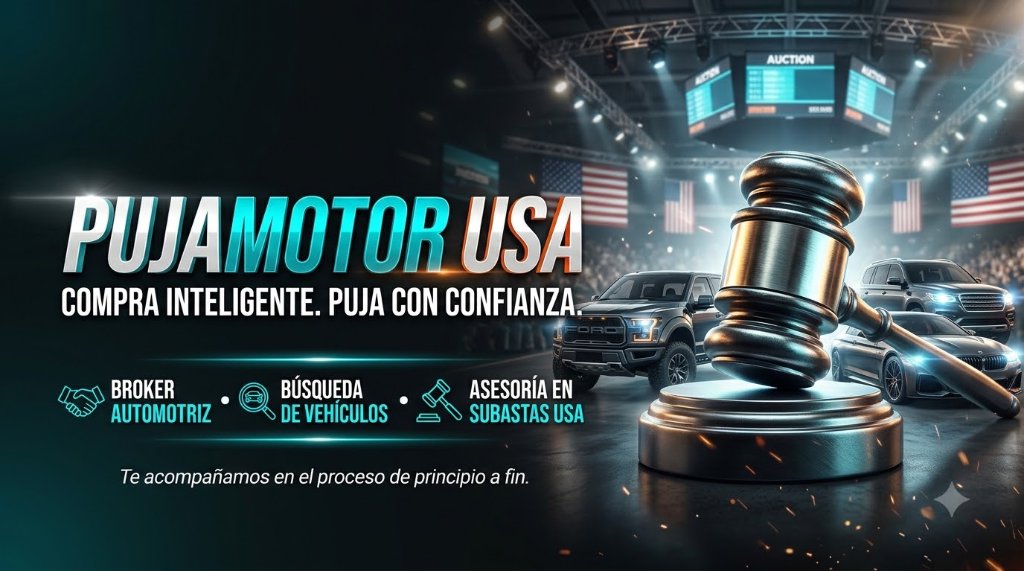 AUCTION
AUCTION
PUJAMOTOR USA
COMPRA INTELIGENTE. PUJA CON CONFIANZA.
BROKER
AUTOMOTRIZ
BÚSQUEDA
DE VEHÍCULOS
ASESORÍA EN
SUBASTAS USA
Te acompañamos en el proceso de principio a fin.